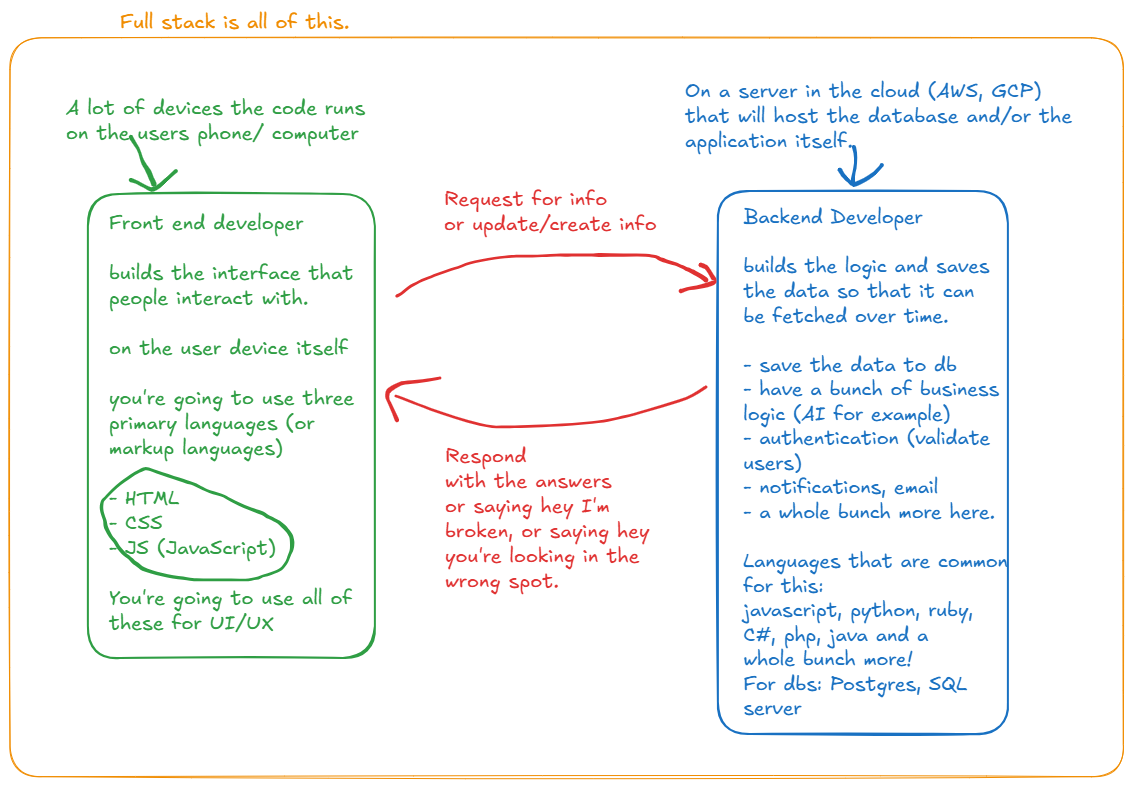 Full stack is all of this.
A lot of devices the code runs
on the users phone/ computer
On a server in the cloud (AWS, GCP)
that will host the database and/or the
application itself.
Front end developer
builds the interface that
people interact with.
on the user device itself
you're going to use three
primary languages (or
markup languages)
- HTML
- CSS
- JS (JavaScript)
You're going to use all of
these for UI/UX
Request for info
or update/create info
Respond
with the answers
or saying hey I'm
broken, or saying hey
you're looking in the
wrong spot.
Backend Developer
builds the logic and saves
the data so that it can
be fetched over time.
- save the data to db
- have a bunch of business
logic (AI for example)
- authentication (validate
users)
- notifications, email
- a whole bunch more here.
Languages that are common
for this:
javascript, python, ruby,
C#, php, java and a
whole bunch more!
For dbs: Postgres, SQL
server